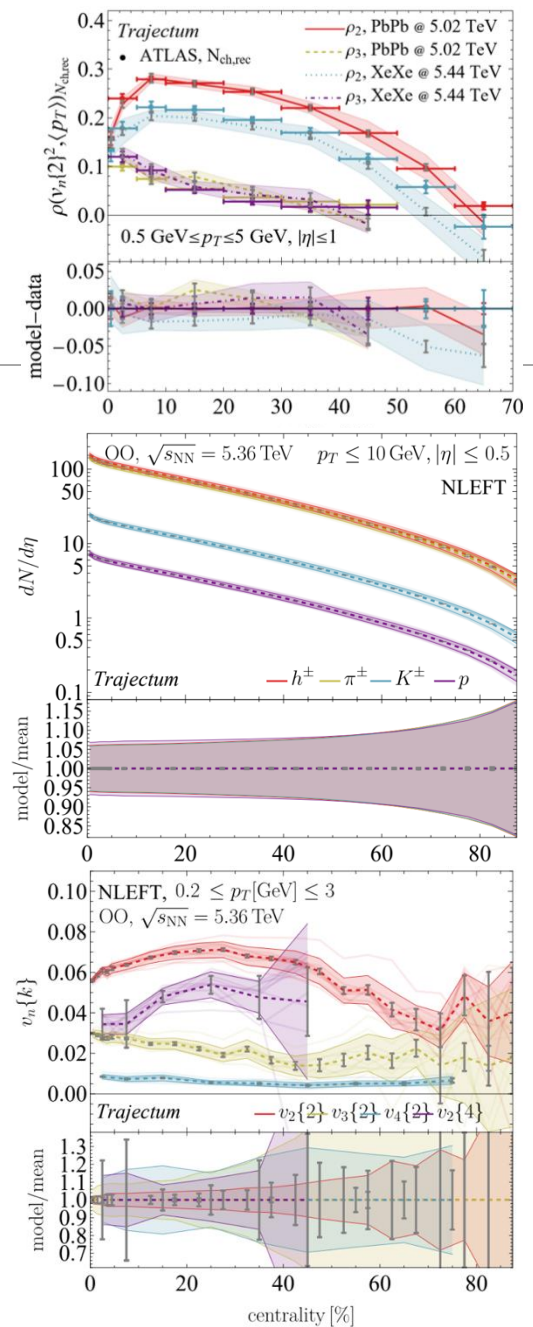 Trajectum
ATLAS, N_ch,rec
ρ₂, PbPb @ 5.02 TeV
ρ₃, PbPb @ 5.02 TeV
ρ₂, XeXe @ 5.44 TeV
ρ₃, XeXe @ 5.44 TeV
ρ(v_n{2}², ⟨p_T⟩)_N_ch,rec
0.4
0.3
0.2
0.1
0.0
0.5 GeV≤p_T≤5 GeV, |η|≤1
model-data
0.05
0.00
-0.05
-0.10
0 10 20 30 40 50 60 70
OO, √s_NN = 5.36 TeV p_T ≤ 10 GeV, |η| ≤ 0.5
NLEFT
dN/dη
100
50
10
5
1
0.5
0.1
Trajectum
h± π± K± p
model/mean
1.15
1.10
1.05
1.00
0.95
0.90
0.85
0 20 40 60 80
NLEFT, 0.2 ≤ p_T[GeV] ≤ 3
OO, √s_NN = 5.36 TeV
v_n{k}
0.10
0.08
0.06
0.04
0.02
0.00
Trajectum
v₂{2} v₃{2} v₄{2} v₂{4}
model/mean
1.3
1.2
1.1
1.0
0.9
0.8
0 20 40 60 80
centrality [%]